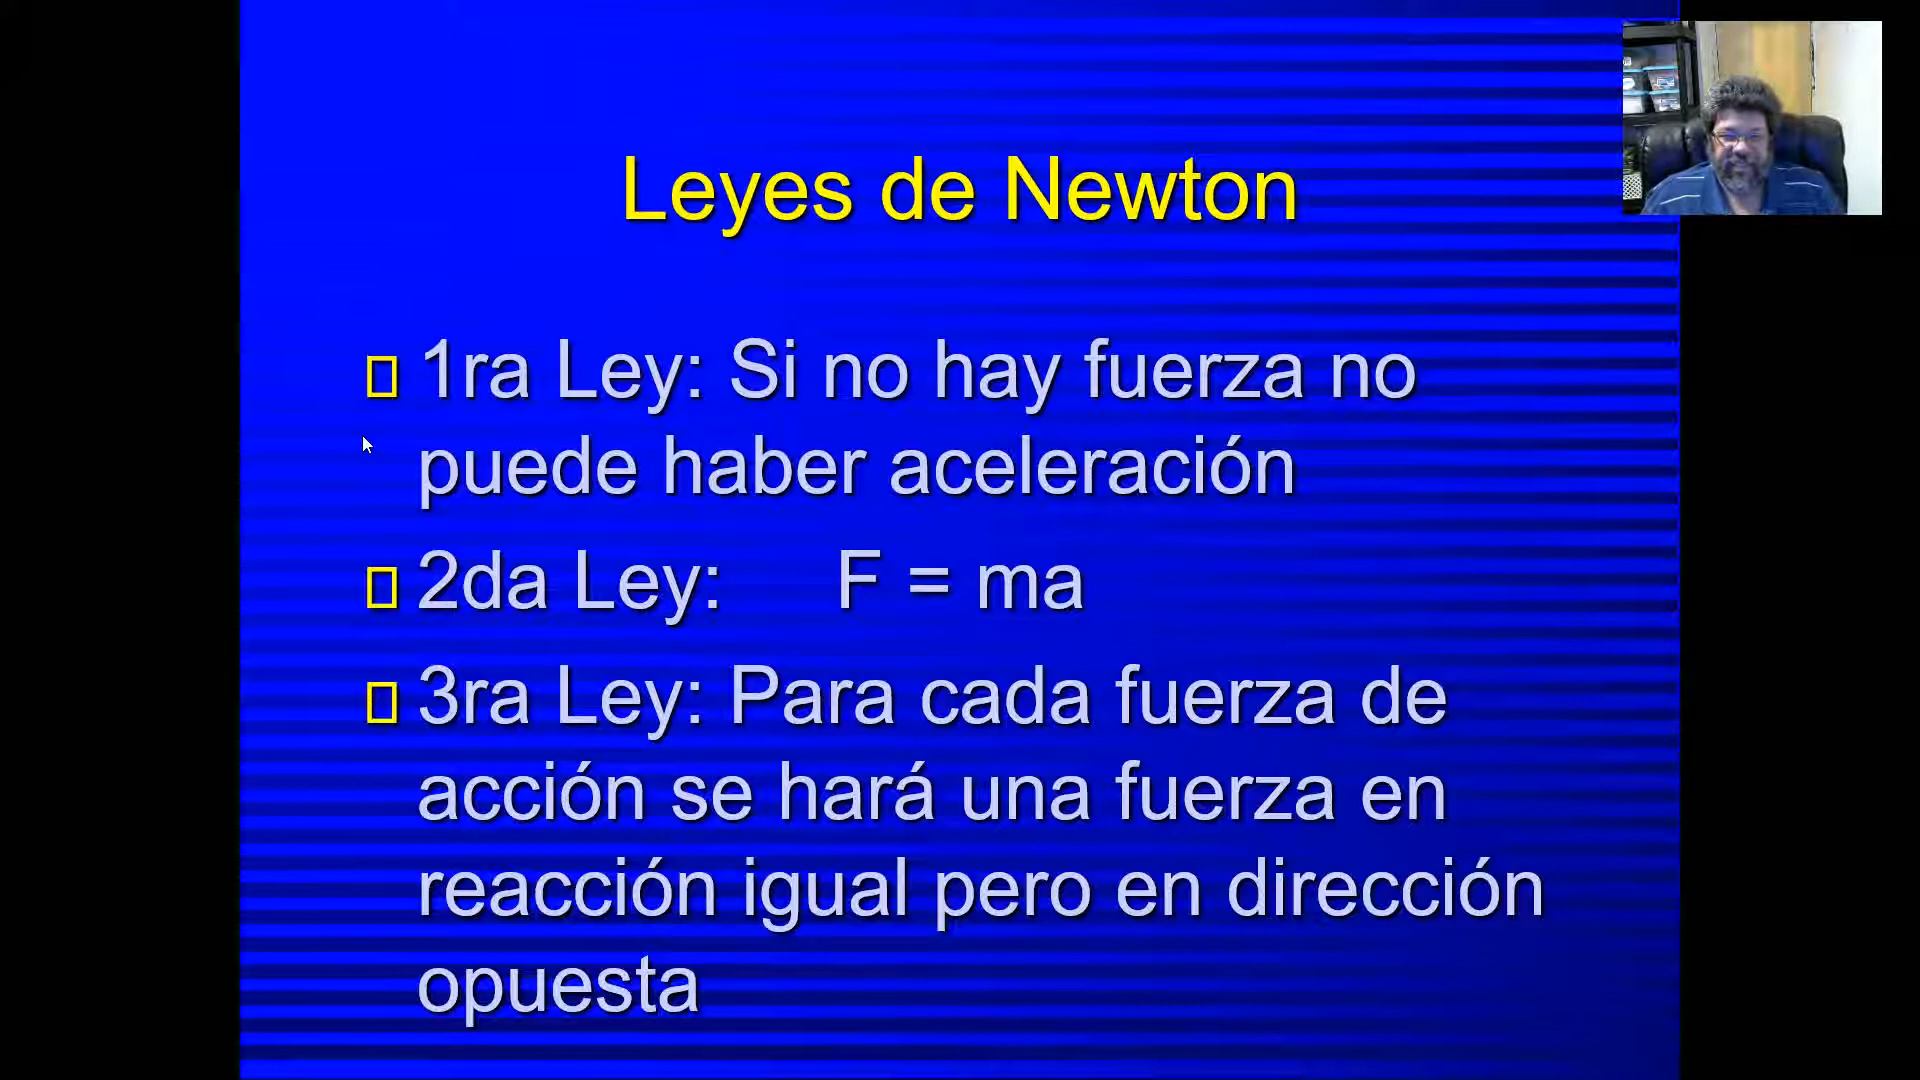 Leyes de Newton
1ra Ley: Si no hay fuerza no
puede haber aceleración
2da Ley: F = ma
3ra Ley: Para cada fuerza de
acción se hará una fuerza en
reacción igual pero en dirección
opuesta